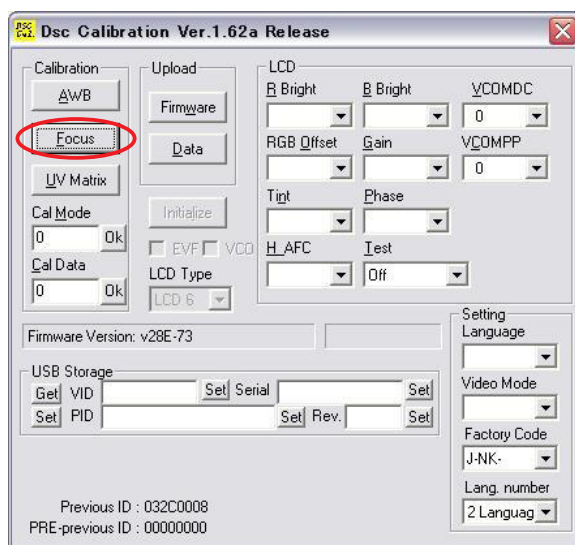 Dsc Calibration Ver.1.62a Release
Calibration
AWB
Focus
UV Matrix
Cal Mode
0 Ok
Cal Data
0 Ok
Upload
Firmware
Data
Initialize
EVF VCO
LCD Type
LCD 6
LCD
R Bright B Bright VCOMDC
0
RGB Offset Gain VCOMPP
0
Tint Phase
H_AFC Test
Off
Firmware Version: v28E-73
USB Storage
Get VID Set Serial Set
Set PID Set Rev. Set
Setting
Language
Video Mode
Factory Code
J-NK-
Lang. number
2 Languag
Previous ID : 032C0008
PRE-previous ID : 00000000